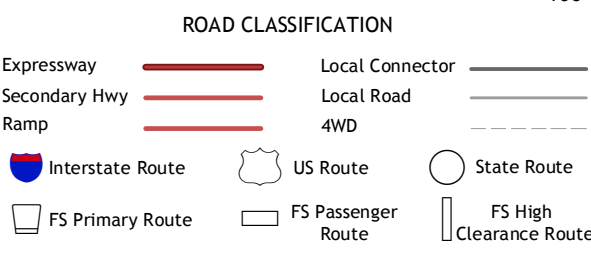 ROAD CLASSIFICATION
Expressway
Local Connector
Secondary Hwy
Local Road
Ramp
4WD
Interstate Route
US Route
State Route
FS Primary Route
FS Passenger
Route
FS High
Clearance Route